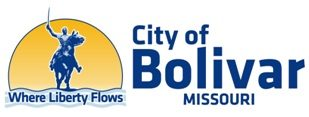 Where Liberty Flows
City of
Bolivar
MISSOURI